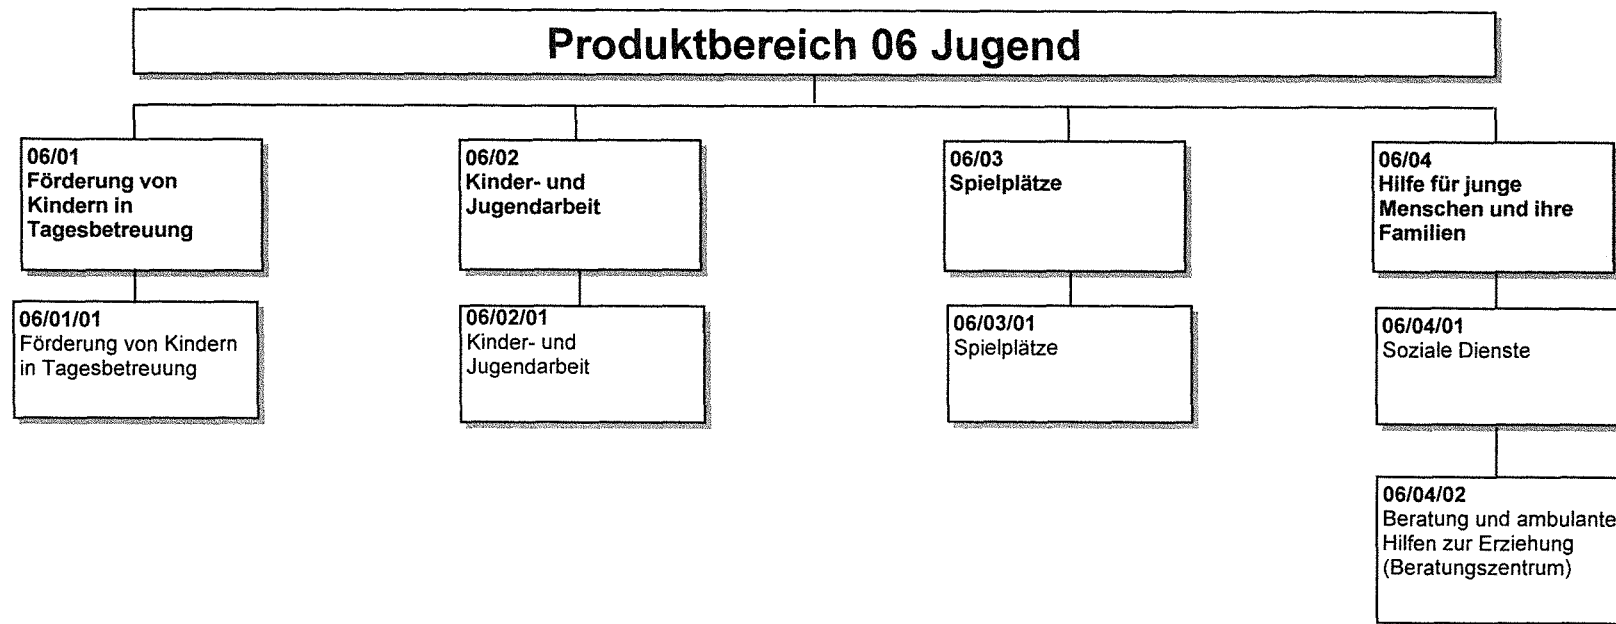 Produktbereich 06 Jugend
06/01
Förderung von
Kindern in
Tagesbetreuung
06/02
Kinder- und
Jugendarbeit
06/03
Spielplätze
06/04
Hilfe für junge
Menschen und ihre
Familien
06/01/01
Förderung von Kindern
in Tagesbetreuung
06/02/01
Kinder- und
Jugendarbeit
06/03/01
Spielplätze
06/04/01
Soziale Dienste
06/04/02
Beratung und ambulante
Hilfen zur Erziehung
(Beratungszentrum)